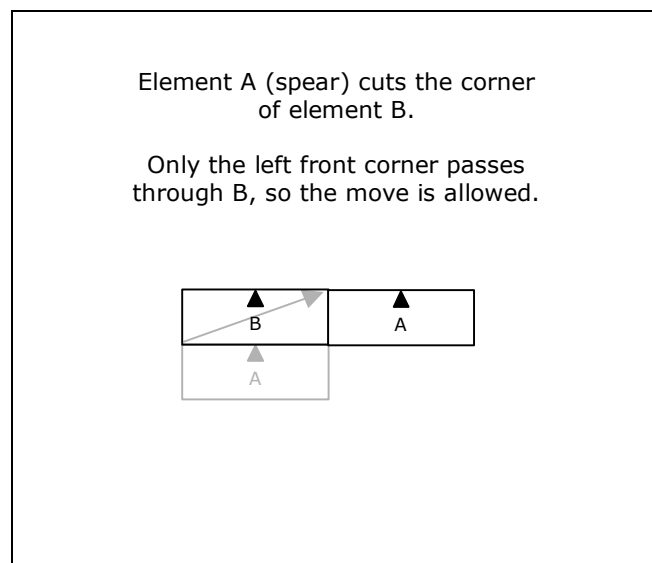 Element A (spear) cuts the corner
of element B.
Only the left front corner passes
through B, so the move is allowed.
B
A
A